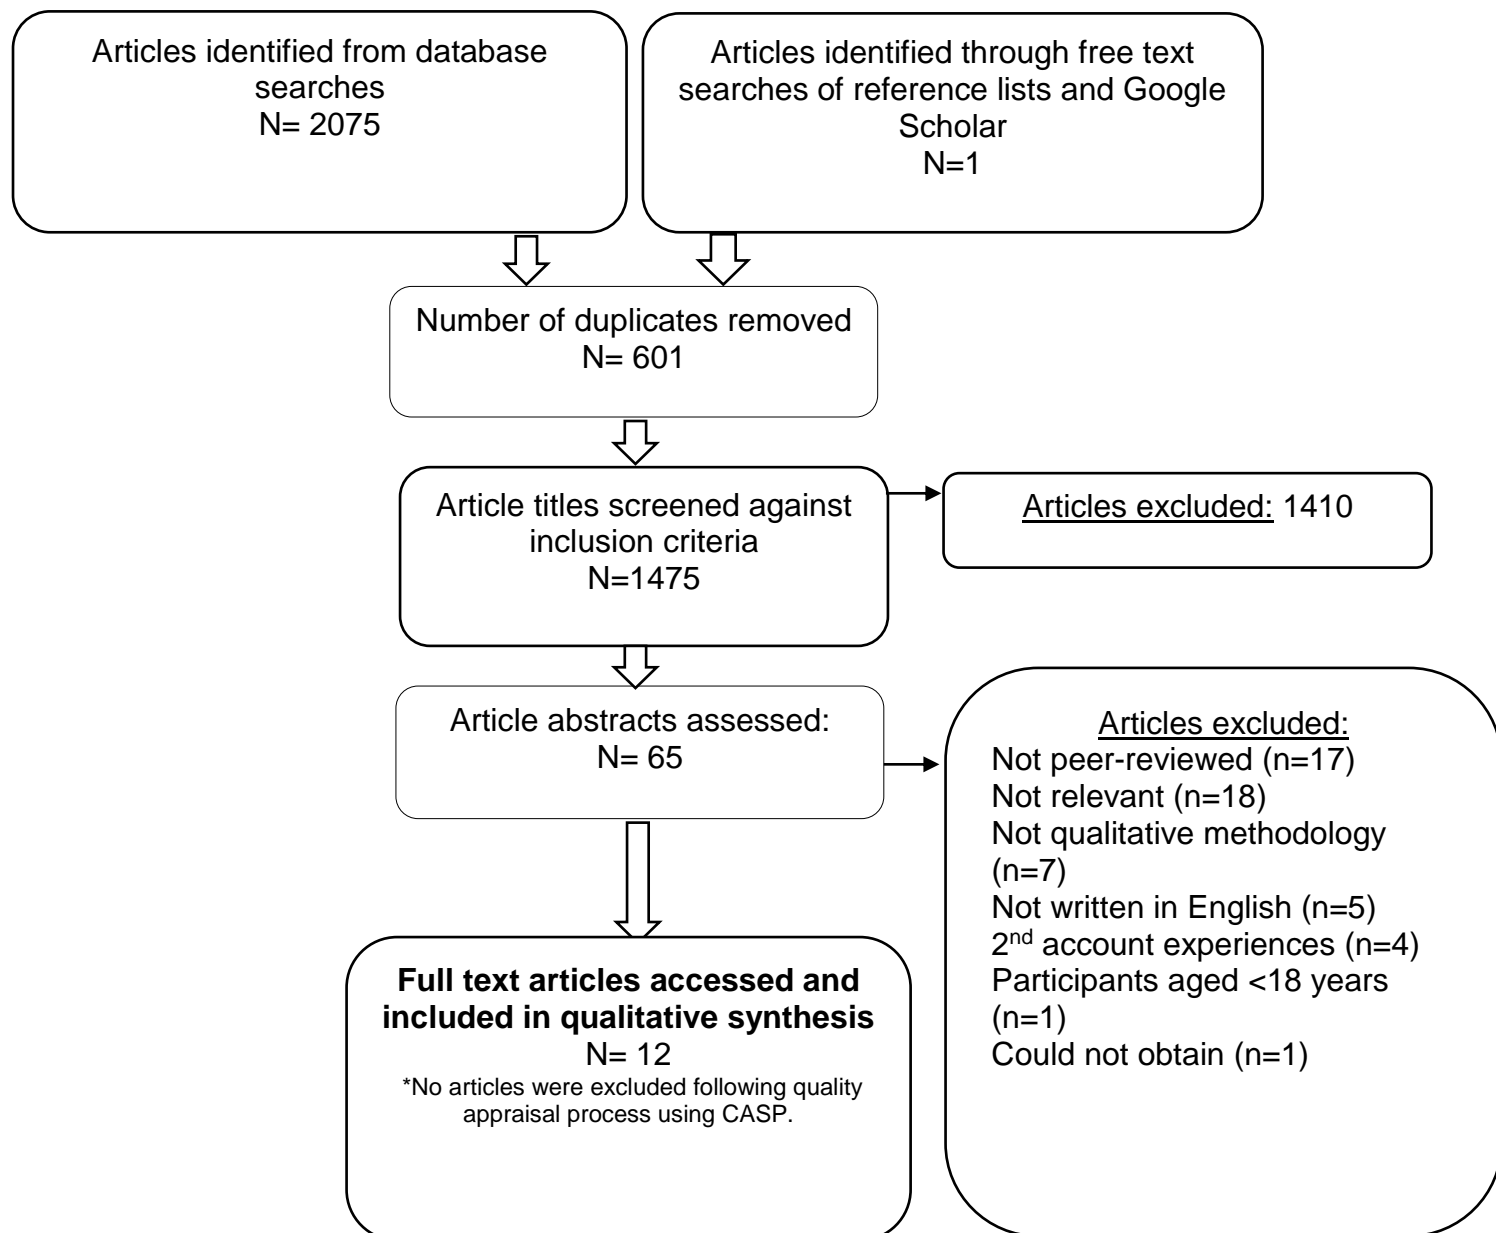 Articles identified from database
searches
N= 2075
Articles identified through free text
searches of reference lists and Google
Scholar
N=1
Number of duplicates removed
N= 601
Article titles screened against
inclusion criteria
N=1475
Articles excluded: 1410
Article abstracts assessed:
N= 65
Articles excluded:
Not peer-reviewed (n=17)
Not relevant (n=18)
Not qualitative methodology
(n=7)
Not written in English (n=5)
2nd account experiences (n=4)
Participants aged <18 years
(n=1)
Could not obtain (n=1)
Full text articles accessed and
included in qualitative synthesis
N= 12
*No articles were excluded following quality
appraisal process using CASP.